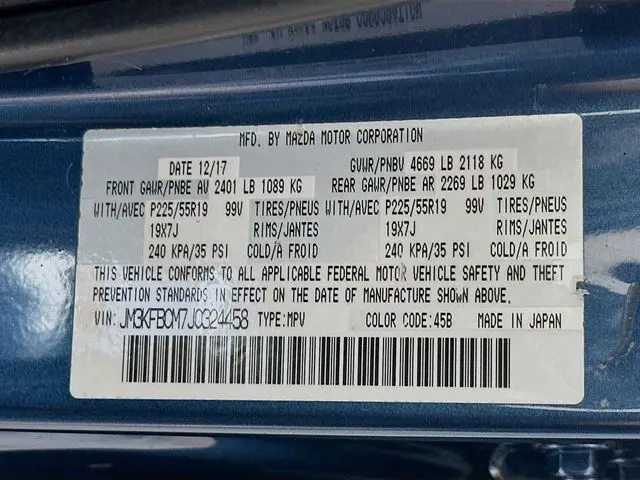 MFD. BY MAZDA MOTOR CORPORATION
DATE 12/17 GVWR/PNBV 4669 LB 2118 KG
FRONT GAWR/PNBE AV 2401 LB 1089 KG REAR GAWR/PNBE AR 2269 LB 1029 KG
WITH/AVEC P225/55R19 99V TIRES/PNEUS WITH/AVEC P225/55R19 99V TIRES/PNEUS
19X7J RIMS/JANTES 19X7J RIMS/JANTES
240 KPA/35 PSI COLD/A FROID 240 KPA/35 PSI COLD/A FROID
THIS VEHICLE CONFORMS TO ALL APPLICABLE FEDERAL MOTOR VEHICLE SAFETY AND THEFT
PREVENTION STANDARDS IN EFFECT ON THE DATE OF MANUFACTURE SHOWN ABOVE.
VIN: JM3KFBCM7J0324458 TYPE:MPV COLOR CODE:45B MADE IN JAPAN